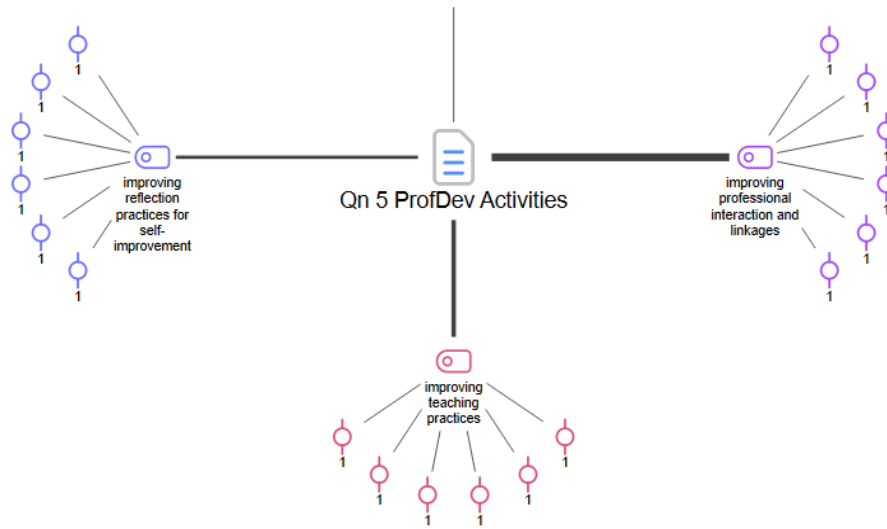 1
1
1
1
1
1
improving
reflection
practices for
self-
improvement
Qn 5 ProfDev Activities
1
1
1
1
1
1
improving
professional
interaction and
linkages
improving
teaching
practices
1
1
1
1
1
1